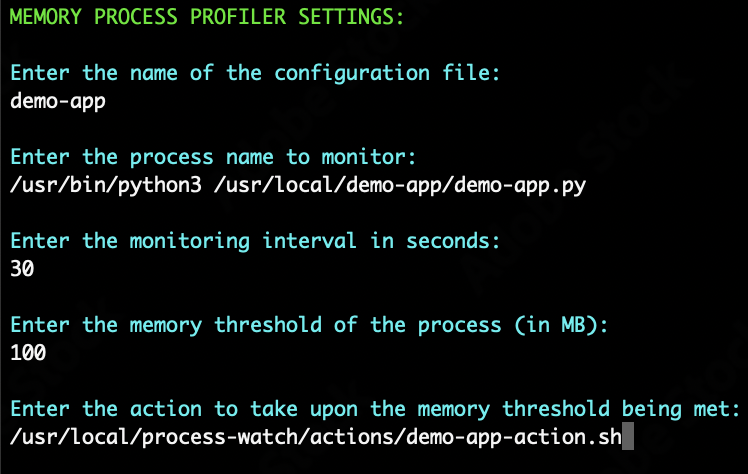 MEMORY PROCESS PROFILER SETTINGS:
Enter the name of the configuration file:
demo-app
Enter the process name to monitor:
/usr/bin/python3 /usr/local/demo-app/demo-app.py
Enter the monitoring interval in seconds:
30
Enter the memory threshold of the process (in MB):
100
Enter the action to take upon the memory threshold being met:
/usr/local/process-watch/actions/demo-app-action.sh